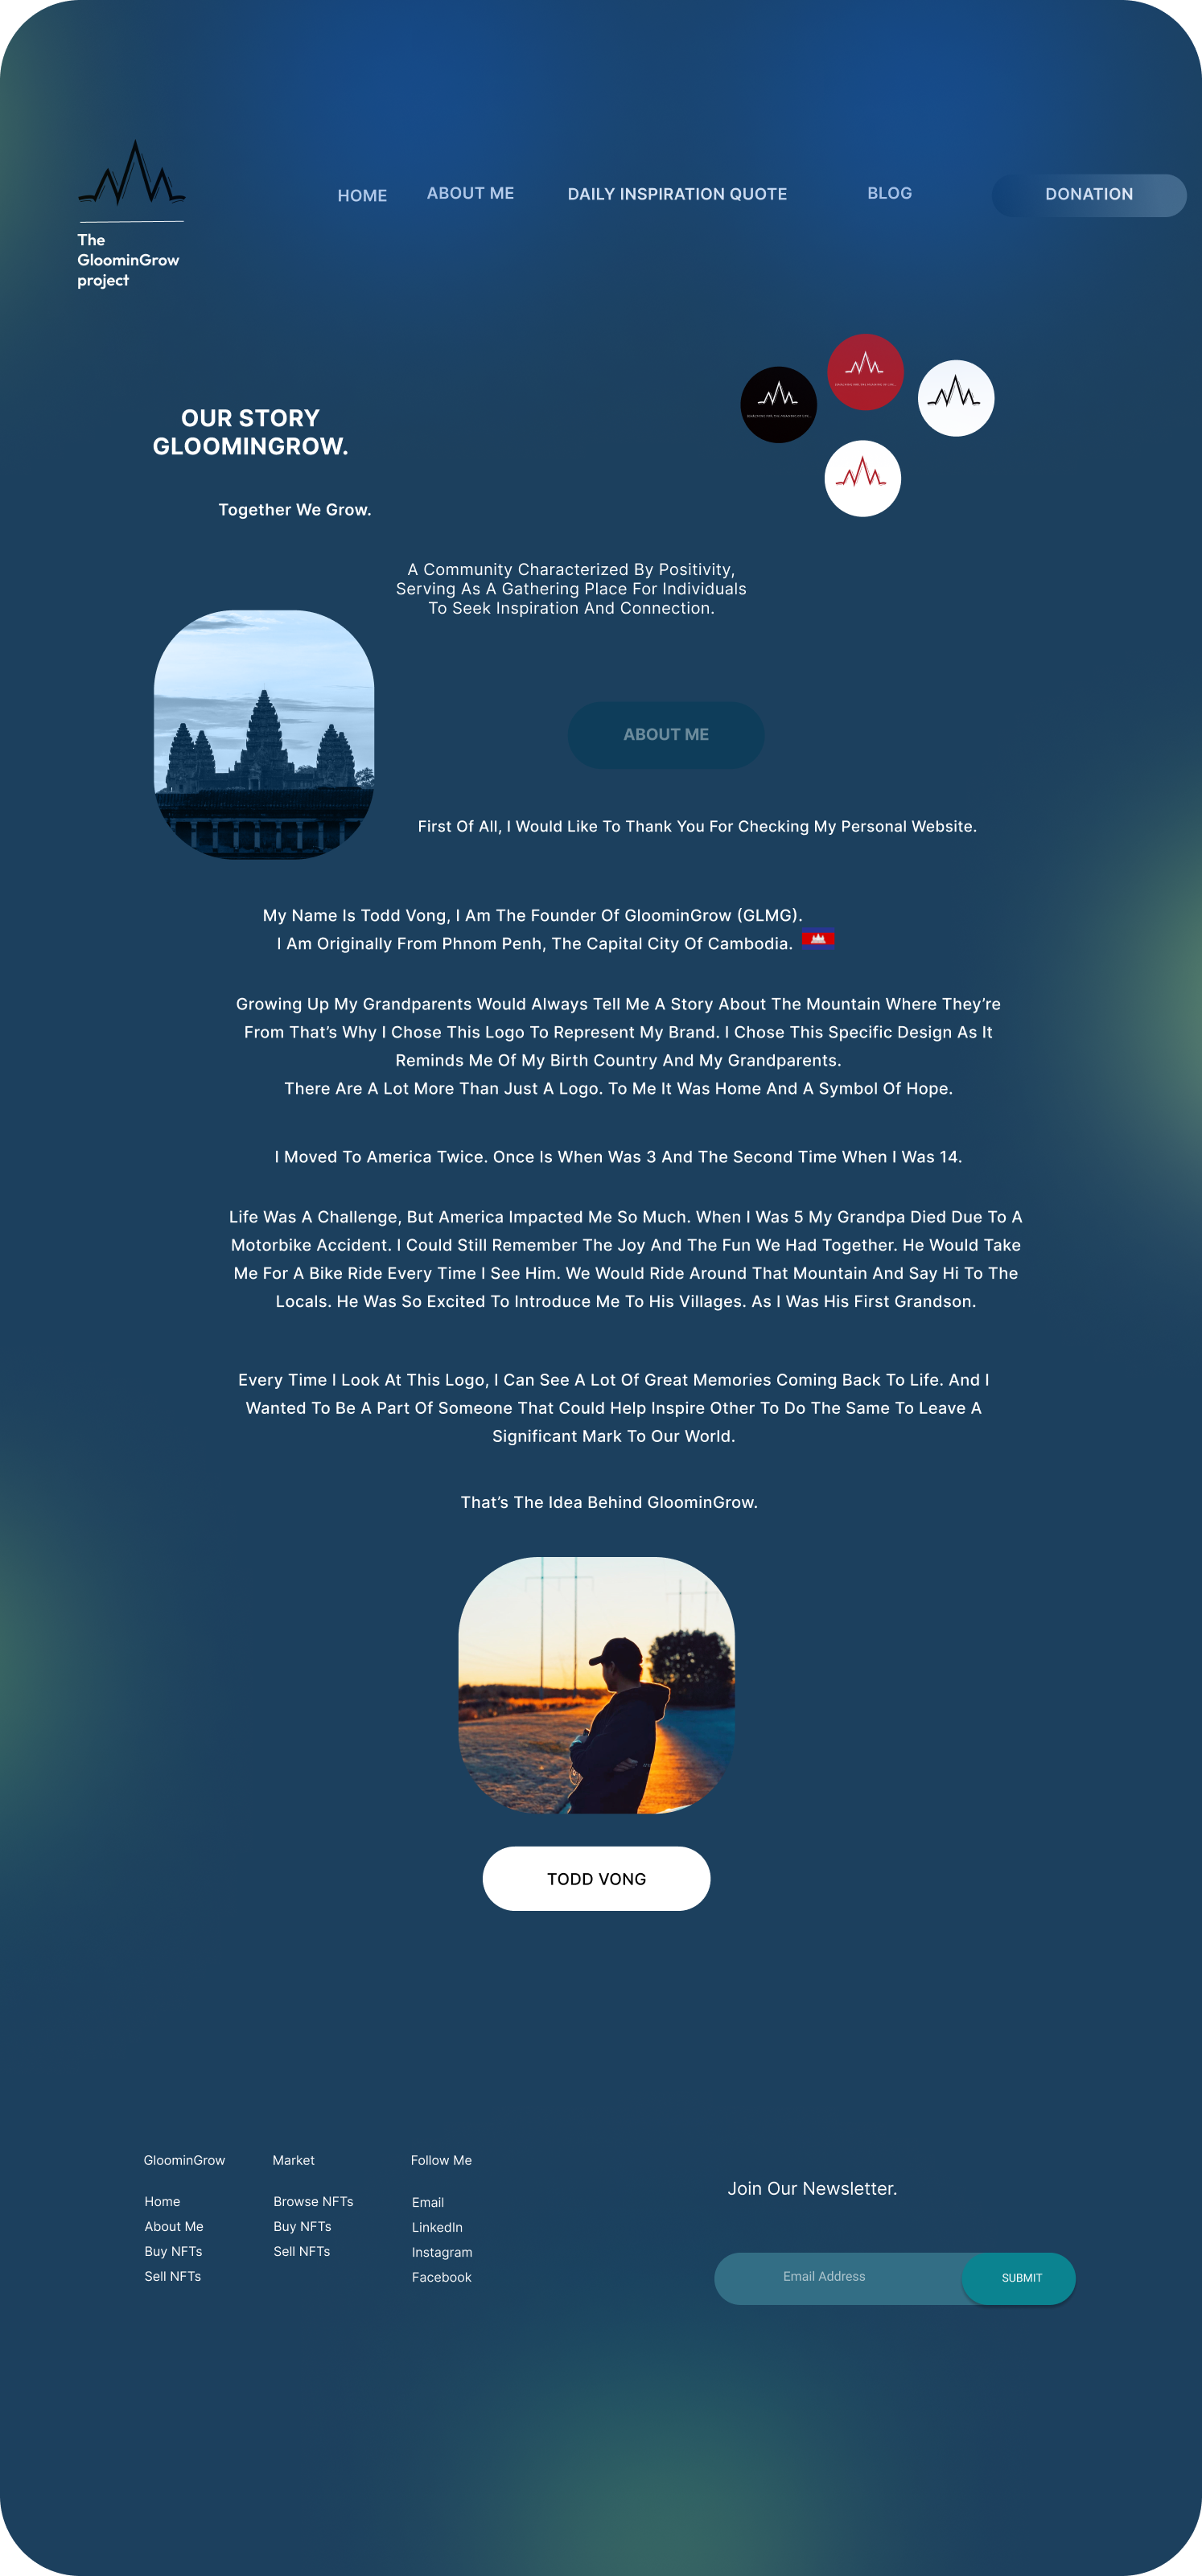 The
GloominGrow
project
HOME
ABOUT ME
DAILY INSPIRATION QUOTE
BLOG
DONATION
OUR STORY
GLOOMINGROW.
Together We Grow.
A Community Characterized By Positivity,
Serving As A Gathering Place For Individuals
To Seek Inspiration And Connection.
ABOUT ME
First Of All, I Would Like To Thank You For Checking My Personal Website.
My Name Is Todd Vong, I Am The Founder Of GloominGrow (GLMG).
I Am Originally From Phnom Penh, The Capital City Of Cambodia.
Growing Up My Grandparents Would Always Tell Me A Story About The Mountain Where They’re
From That’s Why I Chose This Logo To Represent My Brand. I Chose This Specific Design As It
Reminds Me Of My Birth Country And My Grandparents.
There Are A Lot More Than Just A Logo. To Me It Was Home And A Symbol Of Hope.
I Moved To America Twice. Once Is When Was 3 And The Second Time When I Was 14.
Life Was A Challenge, But America Impacted Me So Much. When I Was 5 My Grandpa Died Due To A
Motorbike Accident. I Could Still Remember The Joy And The Fun We Had Together. He Would Take
Me For A Bike Ride Every Time I See Him. We Would Ride Around That Mountain And Say Hi To The
Locals. He Was So Excited To Introduce Me To His Villages. As I Was His First Grandson.
Every Time I Look At This Logo, I Can See A Lot Of Great Memories Coming Back To Life. And I
Wanted To Be A Part Of Someone That Could Help Inspire Other To Do The Same To Leave A
Significant Mark To Our World.
That’s The Idea Behind GloominGrow.
TODD VONG
GloominGrow
Home
About Me
Buy NFTs
Sell NFTs
Market
Browse NFTs
Buy NFTs
Sell NFTs
Follow Me
Email
LinkedIn
Instagram
Facebook
Join Our Newsletter.
Email Address
SUBMIT